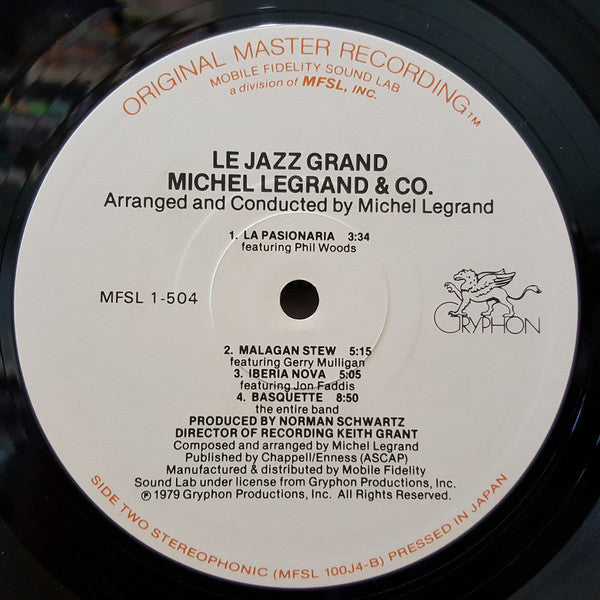 ORIGINAL MASTER RECORDING™
MOBILE FIDELITY SOUND LAB
a division of MFSL, INC.
LE JAZZ GRAND
MICHEL LEGRAND & CO.
Arranged and Conducted by Michel Legrand
1. LA PASIONARIA 3:34
featuring Phil Woods
MFSL 1-504
GRYPHON
2. MALAGAN STEW 5:15
featuring Gerry Mulligan
3. IBERIA NOVA 5:05
featuring Jon Faddis
4. BASQUETTE 8:50
the entire band
PRODUCED BY NORMAN SCHWARTZ
DIRECTOR OF RECORDING KEITH GRANT
Composed and arranged by Michel Legrand
Published by Chappell/Enness (ASCAP)
Manufactured & distributed by Mobile Fidelity
Sound Lab under license from Gryphon Productions, Inc.
℗ 1979 Gryphon Productions, Inc. All Rights Reserved.
SIDE TWO STEREOPHONIC (MFSL 100J4-B) PRESSED IN JAPAN